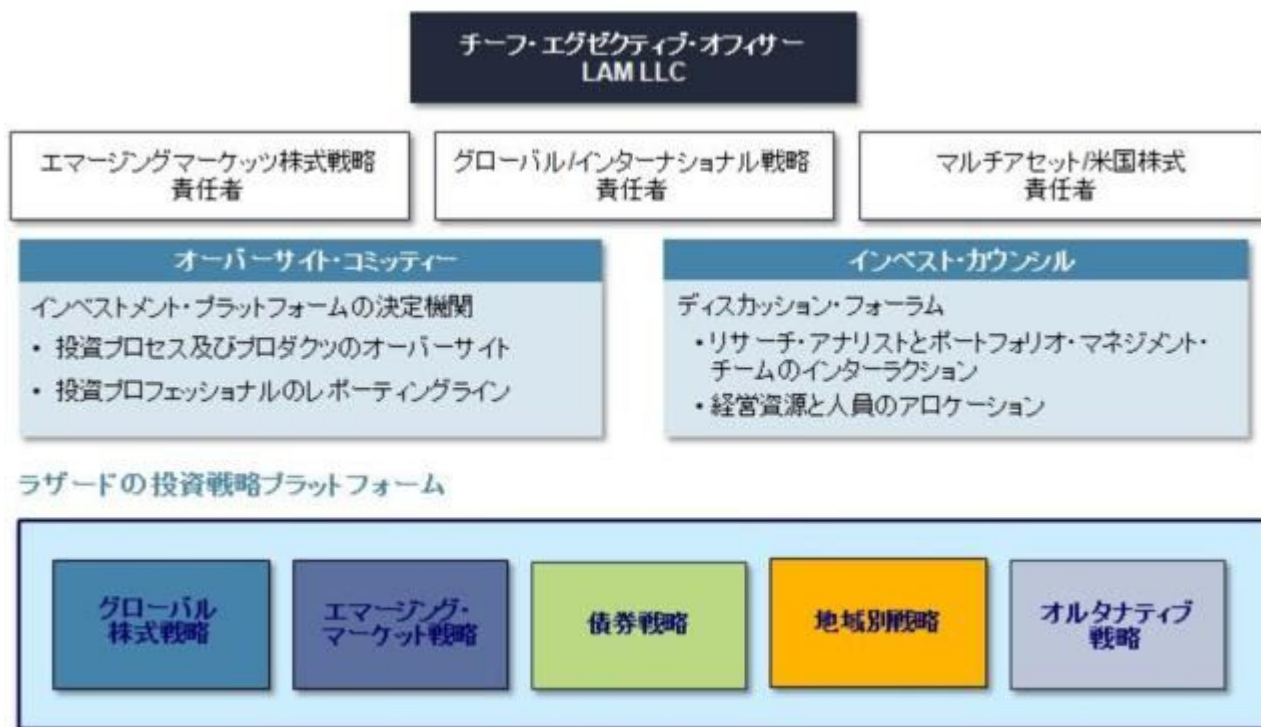 チーフ・エグゼクティブ・オフィサー
LAM LLC
エマージングマーケッツ株式戦略
責任者
グローバル/インターナショナル戦略
責任者
マルチアセット/米国株式
責任者
オーバーサイト・コミッティー
インベストメント・プラットフォームの決定機関
・ 投資プロセス及びプロダクツのオーバーサイト
・ 投資プロフェッショナルのレポーティングライン
インベスト・カウンシル
ディスカッション・フォーラム
・リサーチ・アナリストとポートフォリオ・マネジメント・
チームのインターラクション
・経営資源と人員のアロケーション
ラザードの投資戦略プラットフォーム
グローバル
株式戦略
エマージング・
マーケット戦略
債券戦略
地域別戦略
オルタナティブ
戦略